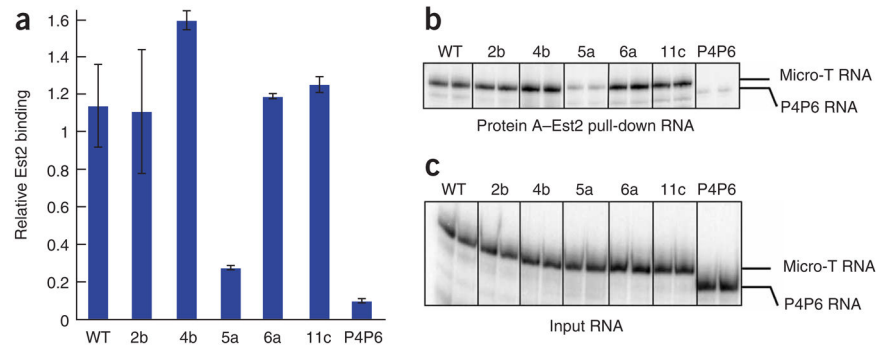 a
Relative Est2 binding
1.6
1.4
1.2
1
0.8
0.6
0.4
0.2
0
WT 2b 4b 5a 6a 11c P4P6
b
WT 2b 4b 5a 6a 11c P4P6
Micro-T RNA
P4P6 RNA
Protein A–Est2 pull-down RNA
c
WT 2b 4b 5a 6a 11c P4P6
Micro-T RNA
P4P6 RNA
Input RNA